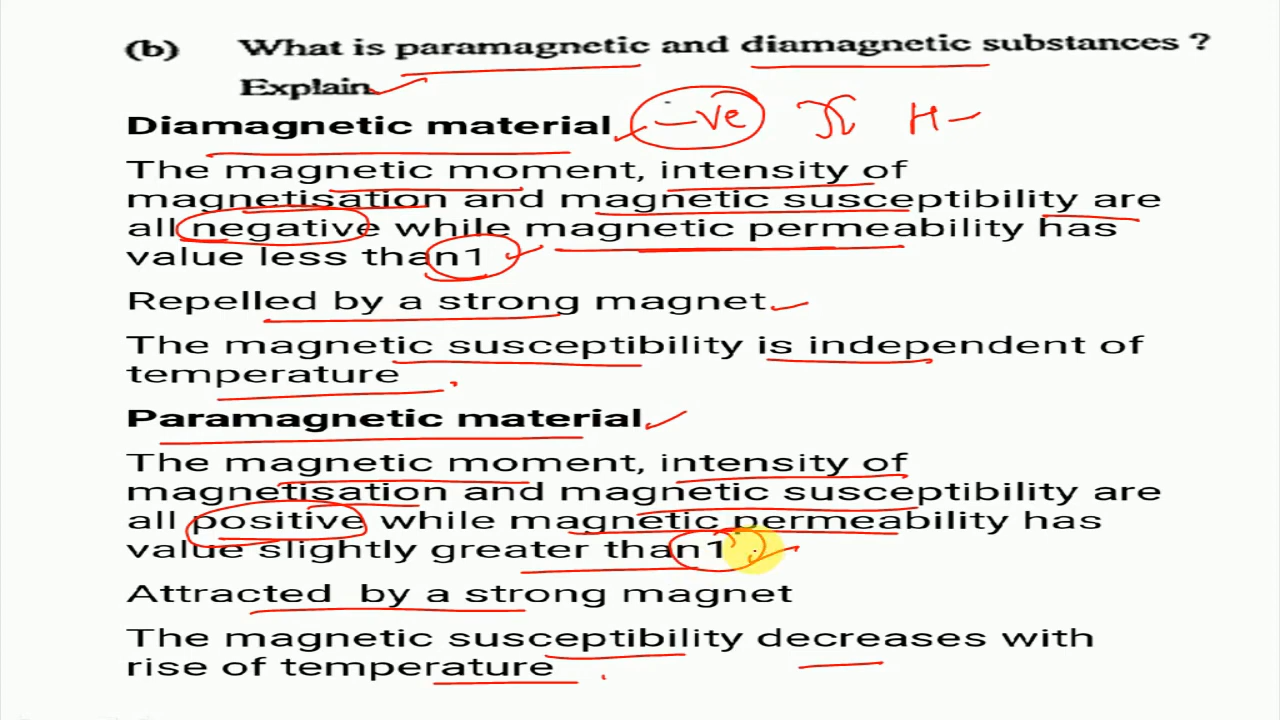 (b) What is paramagnetic and diamagnetic substances ?
Explain
Diamagnetic material -ve H
The magnetic moment, intensity of
magnetisation and magnetic susceptibility are
all negative while magnetic permeability has
value less than1
Repelled by a strong magnet
The magnetic susceptibility is independent of
temperature
Paramagnetic material
The magnetic moment, intensity of
magnetisation and magnetic susceptibility are
all positive while magnetic permeability has
value slightly greater than1
Attracted by a strong magnet
The magnetic susceptibility decreases with
rise of temperature